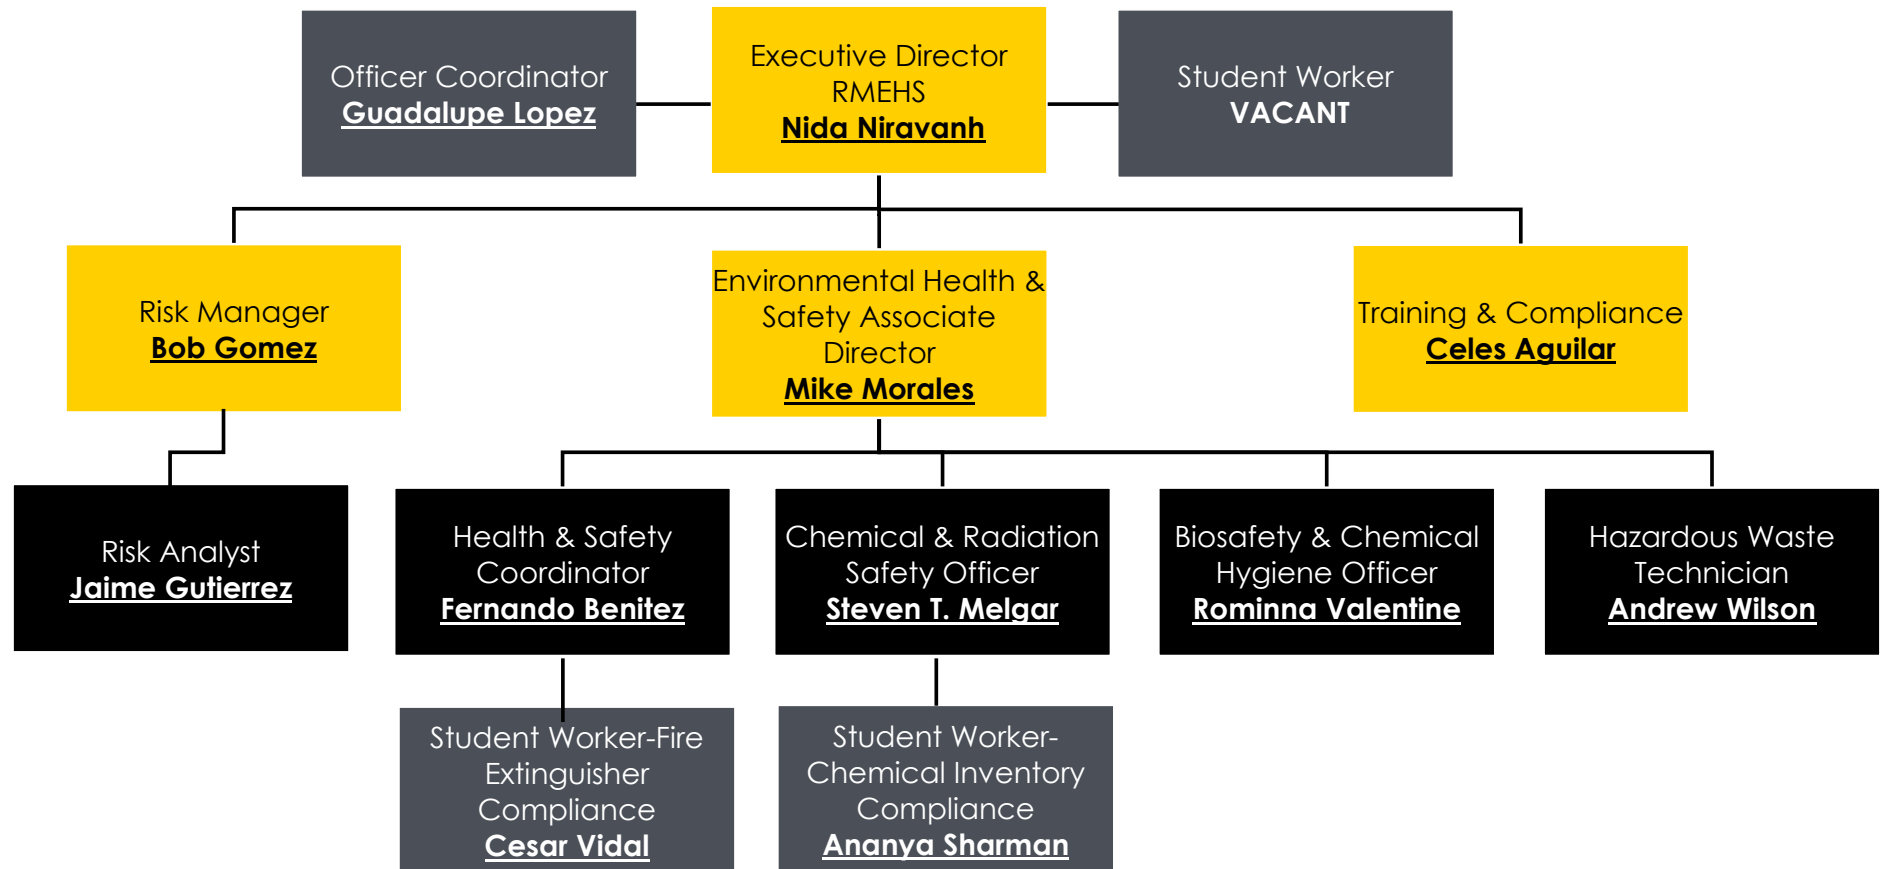 Officer Coordinator
Guadalupe Lopez
Executive Director
RMEHS
Nida Niravanh
Student Worker
VACANT
Risk Manager
Bob Gomez
Environmental Health &
Safety Associate
Director
Mike Morales
Training & Compliance
Celes Aguilar
Risk Analyst
Jaime Gutierrez
Health & Safety
Coordinator
Fernando Benitez
Chemical & Radiation
Safety Officer
Steven T. Melgar
Biosafety & Chemical
Hygiene Officer
Rominna Valentine
Hazardous Waste
Technician
Andrew Wilson
Student Worker-Fire
Extinguisher
Compliance
Cesar Vidal
Student Worker-
Chemical Inventory
Compliance
Ananya Sharman